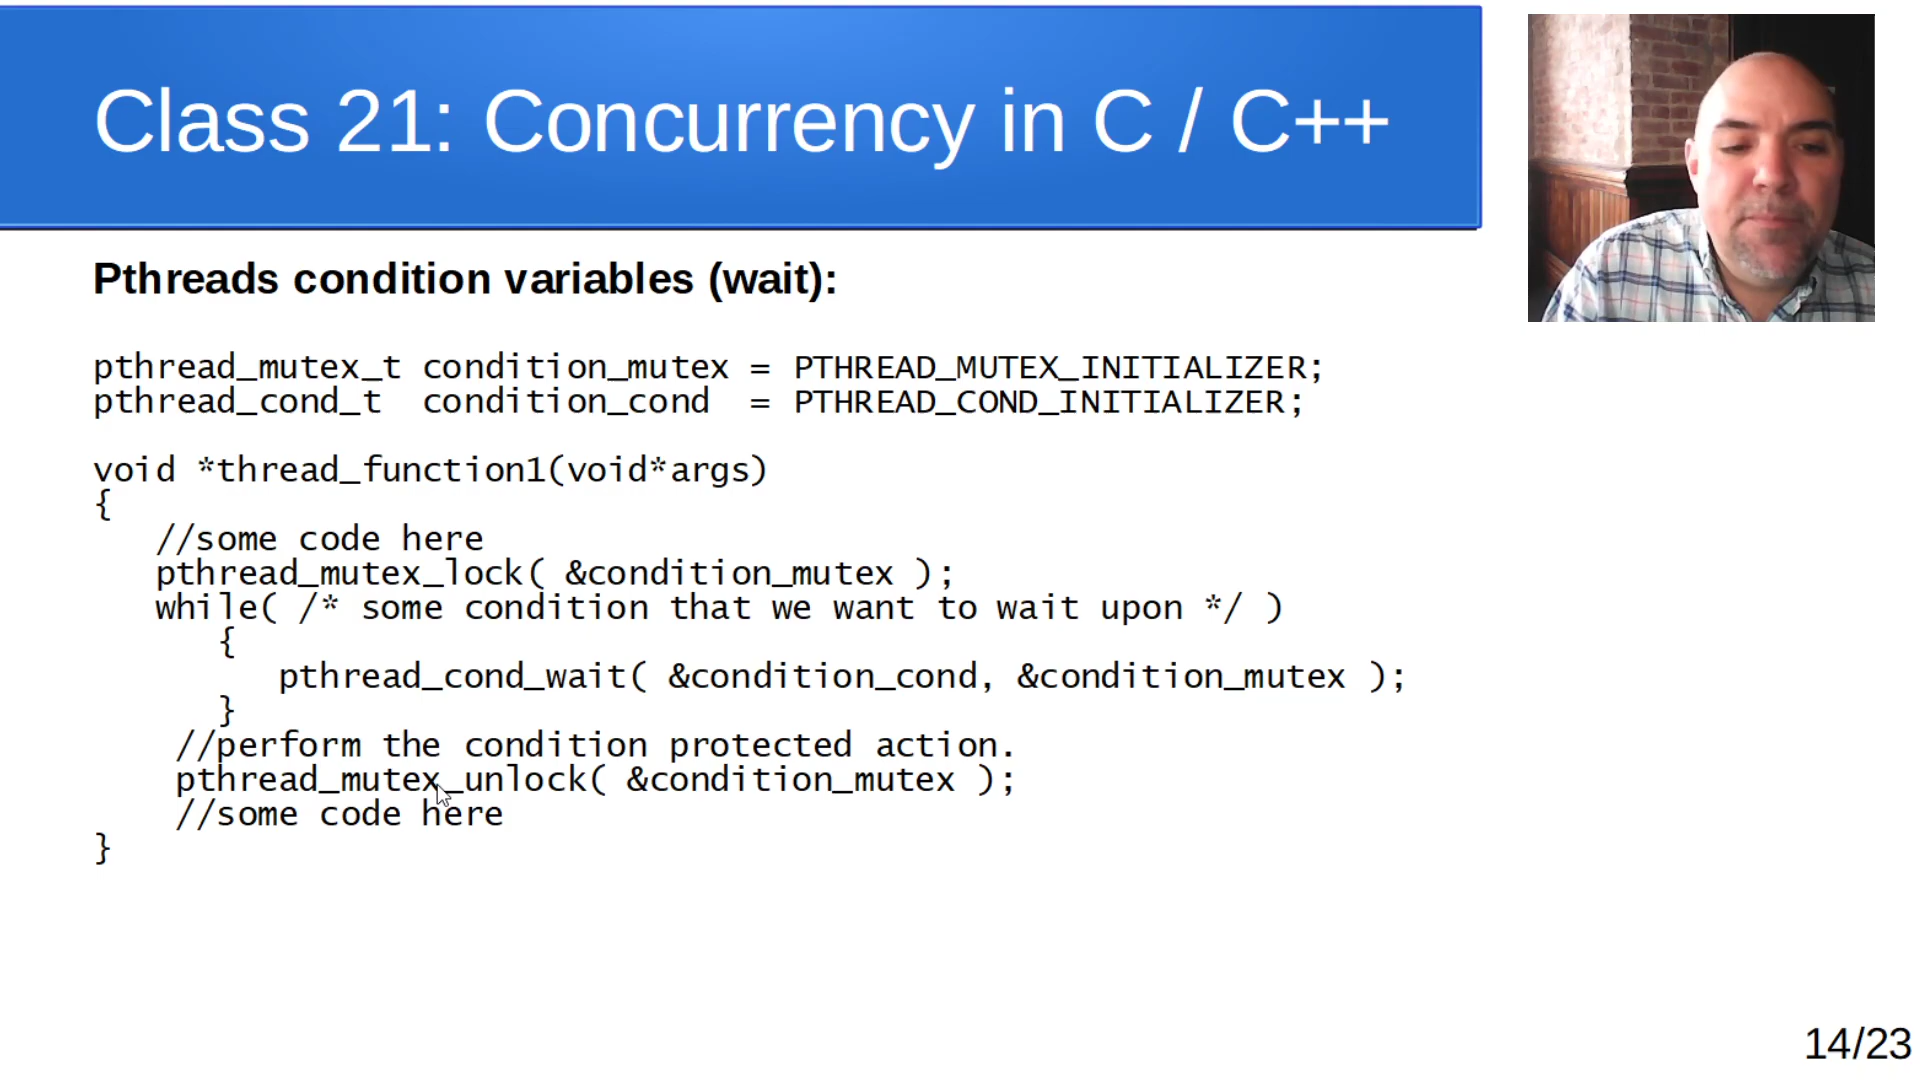 Class 21: Concurrency in C / C++
Pthreads condition variables (wait):
pthread_mutex_t condition_mutex = PTHREAD_MUTEX_INITIALIZER;
pthread_cond_t  condition_cond  = PTHREAD_COND_INITIALIZER;
void *thread_function1(void*args)
{
   //some code here
   pthread_mutex_lock( &condition_mutex );
   while( /* some condition that we want to wait upon */ )
      {
         pthread_cond_wait( &condition_cond, &condition_mutex );
      }
    //perform the condition protected action.
    pthread_mutex_unlock( &condition_mutex );
    //some code here
}
14/23